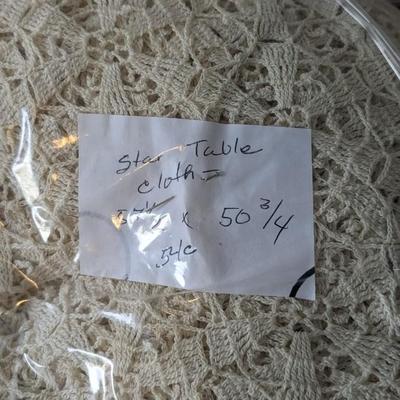 Star Table
cloth =
x 50 3/4